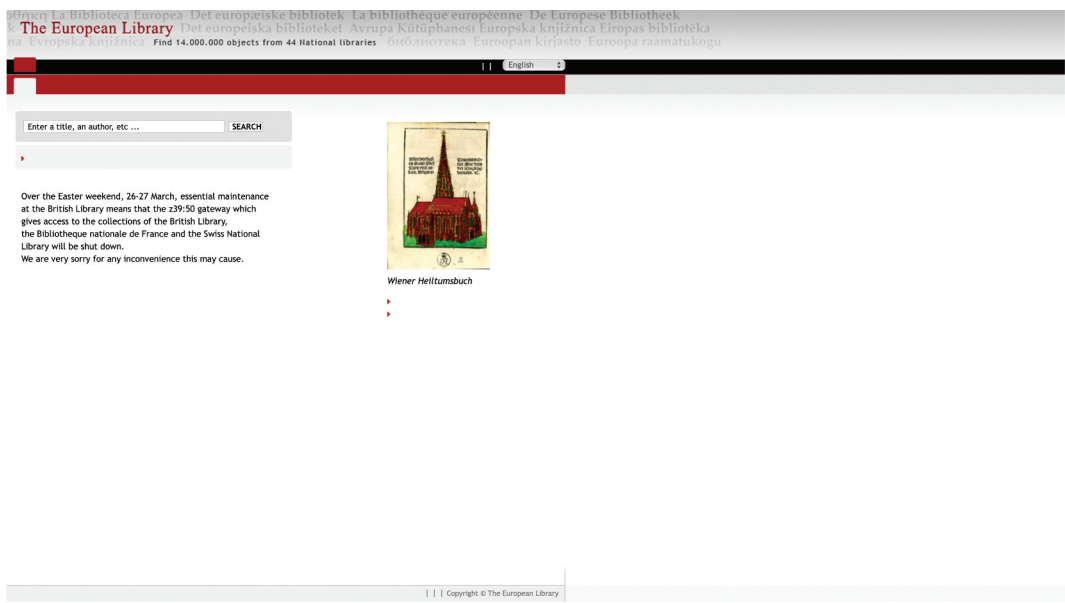 οθήκη La Biblioteca Europea Det europæiske bibliotek La bibliothèque européenne De Europese Bibliotheek
The European Library Det europeiska biblioteket Avrupa Kütüphanesi Europska knjižnica Eiropas bibliotēka
na Evropska knjižnica Find 14.000.000 objects from 44 National libraries библиотека Euroopan kirjasto Euroopa raamatukogu
| | English
Enter a title, an author, etc ... SEARCH
Over the Easter weekend, 26-27 March, essential maintenance
at the British Library means that the z39:50 gateway which
gives access to the collections of the British Library,
the Bibliotheque nationale de France and the Swiss National
Library will be shut down.
We are very sorry for any inconvenience this may cause.
Wiener Heiltumsbuch
| | | Copyright © The European Library